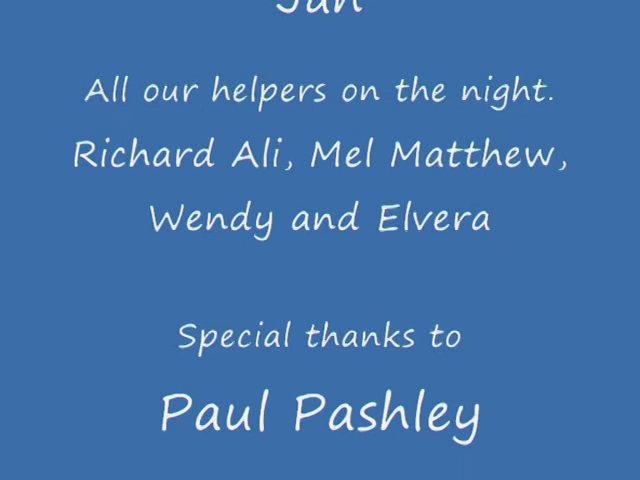 All our helpers on the night.
Richard Ali, Mel Matthew,
Wendy and Elvera
Special thanks to
Paul Pashley